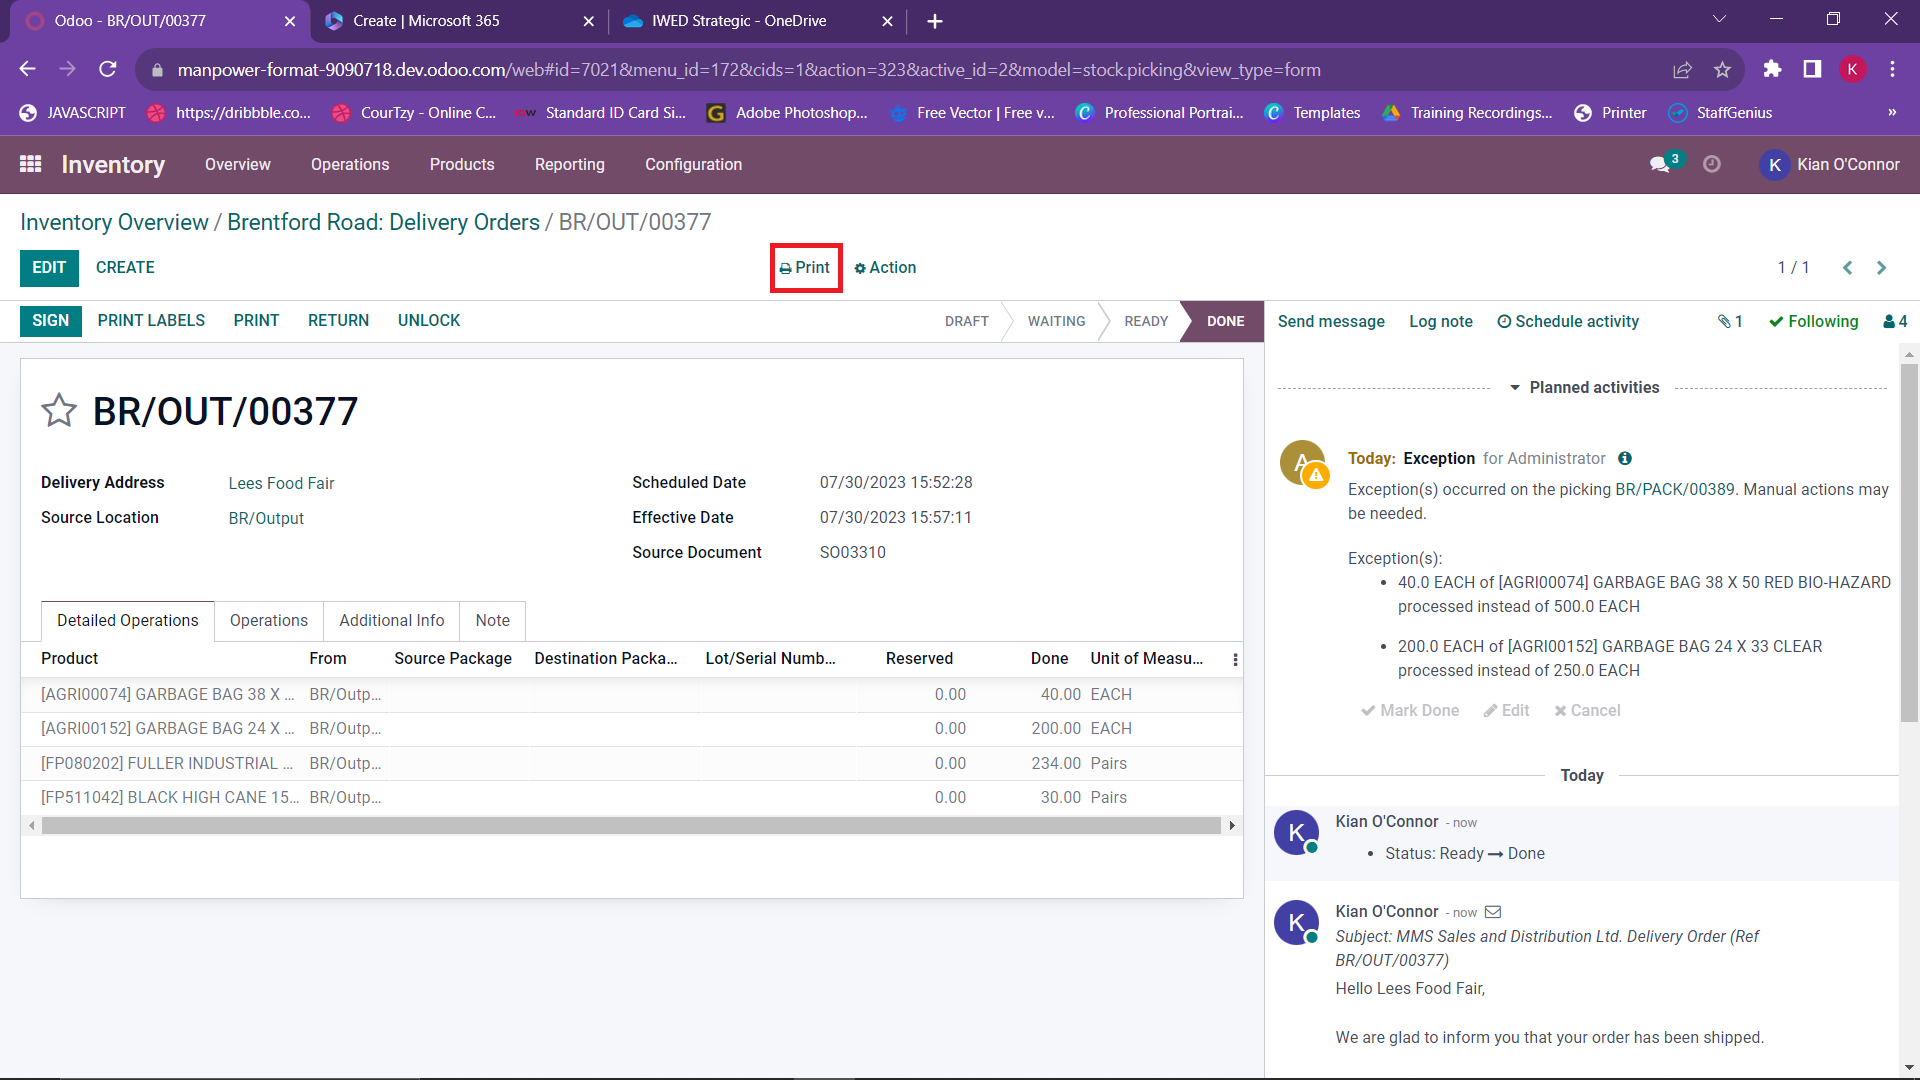 Odoo - BR/OUT/00377
Create | Microsoft 365
IWED Strategic - OneDrive
manpower-format-9090718.dev.odoo.com/web#id=7021&menu_id=172&cids=1&action=323&active_id=2&model=stock.picking&view_type=form
K
JAVASCRIPT
https://dribbble.co...
CourTzy - Online C...
Standard ID Card Si...
Adobe Photoshop...
Free Vector | Free v...
Professional Portrai...
Templates
Training Recordings...
Printer
StaffGenius
»
Inventory
Overview
Operations
Products
Reporting
Configuration
3
K
Kian O'Connor
Inventory Overview / Brentford Road: Delivery Orders / BR/OUT/00377
EDIT
CREATE
Print
Action
1 / 1
SIGN
PRINT LABELS
PRINT
RETURN
UNLOCK
DRAFT
WAITING
READY
DONE
Send message
Log note
Schedule activity
1
Following
4
BR/OUT/00377
Delivery Address
Lees Food Fair
Source Location
BR/Output
Scheduled Date
07/30/2023 15:52:28
Effective Date
07/30/2023 15:57:11
Source Document
SO03310
Detailed Operations
Operations
Additional Info
Note
Product From Source Package Destination Packa... Lot/Serial Numb... Reserved Done Unit of Measu...
[AGRI00074] GARBAGE BAG 38 X ... BR/Outp... 0.00 40.00 EACH
[AGRI00152] GARBAGE BAG 24 X ... BR/Outp... 0.00 200.00 EACH
[FP080202] FULLER INDUSTRIAL ... BR/Outp... 0.00 234.00 Pairs
[FP511042] BLACK HIGH CANE 15... BR/Outp... 0.00 30.00 Pairs
Planned activities
A
Today: Exception for Administrator
Exception(s) occurred on the picking BR/PACK/00389. Manual actions may
be needed.
Exception(s):
• 40.0 EACH of [AGRI00074] GARBAGE BAG 38 X 50 RED BIO-HAZARD
processed instead of 500.0 EACH
• 200.0 EACH of [AGRI00152] GARBAGE BAG 24 X 33 CLEAR
processed instead of 250.0 EACH
Mark Done
Edit
Cancel
Today
K
Kian O'Connor - now
• Status: Ready → Done
K
Kian O'Connor - now
Subject: MMS Sales and Distribution Ltd. Delivery Order (Ref
BR/OUT/00377)
Hello Lees Food Fair,
We are glad to inform you that your order has been shipped.